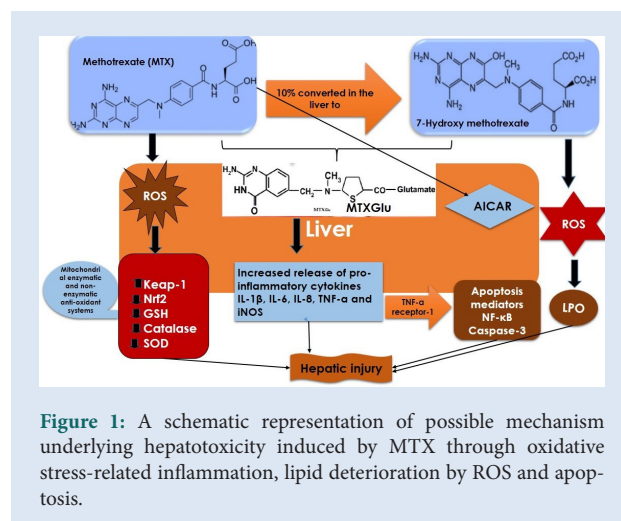 Methotrexate (MTX)
NH₂
N
N
H₂N
N
N
N
O
N
H
O
OH
O
OH
10% converted in the
liver to
H₂N
N
N
OH
NH₂
N
N
CH₃
N
O
CO₂H
CO₂H
N
H
7-Hydroxy methotrexate
ROS
H₂N
N
HN
O
CH₂
N
CH₃
S
CO
Glutamate
MTXGlu
Liver
AICAR
ROS
Mitochondri
al enzymatic
and non-
enzymatic
anti-oxidant
systems
Keap-1
Nrf2
GSH
Catalase
SOD
Increased release of pro-
inflammatory cytokines
IL-1β, IL-6, IL-8, TNF-a and
iNOS
TNF-a
receptor-1
Apoptosis
mediators
NF-κB
Caspase-3
LPO
Hepatic injury
Figure 1: A schematic representation of possible mechanism
underlying hepatotoxicity induced by MTX through oxidative
stress-related inflammation, lipid deterioration by ROS and apop-
tosis.